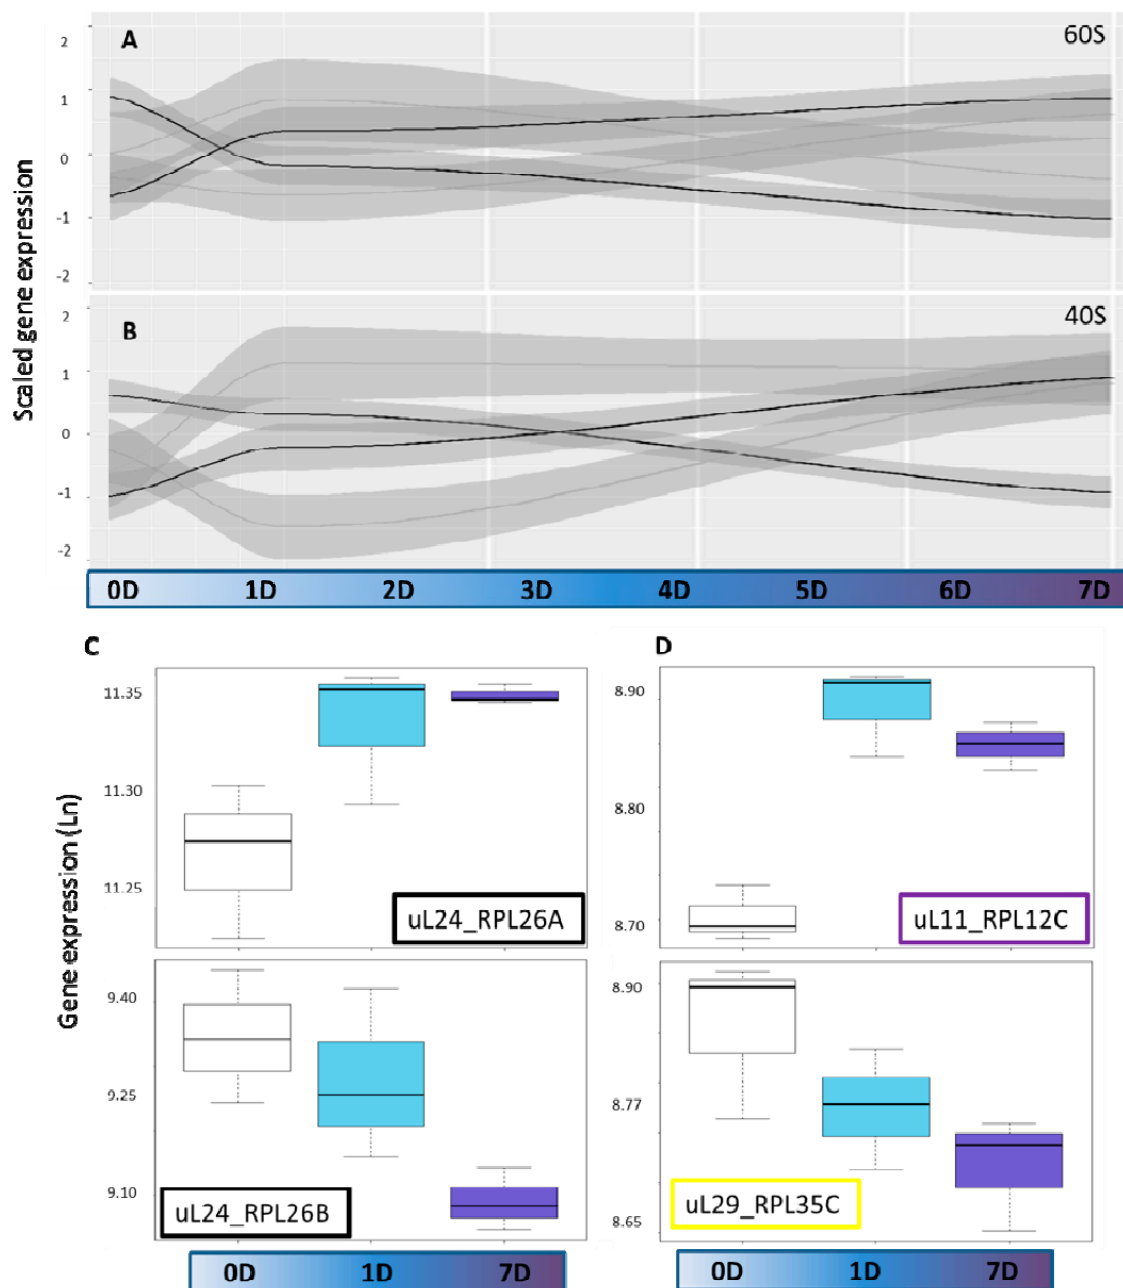 A
60S
2
1
0
-1
-2
Scaled gene expression
B
40S
2
1
0
-1
-2
0D 1D 2D 3D 4D 5D 6D 7D
C
D
11.35
11.30
11.25
uL24_RPL26A
8.90
8.80
8.70
uL11_RPL12C
Gene expression (Ln)
9.40
9.25
9.10
uL24_RPL26B
8.90
8.77
8.65
uL29_RPL35C
0D 1D 7D
0D 1D 7D